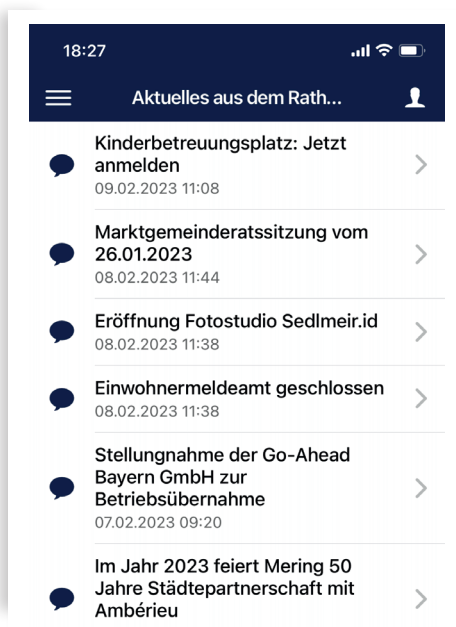 18:27
Aktuelles aus dem Rath...
Kinderbetreuungsplatz: Jetzt
anmelden
09.02.2023 11:08
Marktgemeinderatssitzung vom
26.01.2023
08.02.2023 11:44
Eröffnung Fotostudio Sedlmeir.id
08.02.2023 11:38
Einwohnermeldeamt geschlossen
08.02.2023 11:38
Stellungnahme der Go-Ahead
Bayern GmbH zur
Betriebsübernahme
07.02.2023 09:20
Im Jahr 2023 feiert Mering 50
Jahre Städtepartnerschaft mit
Ambérieu